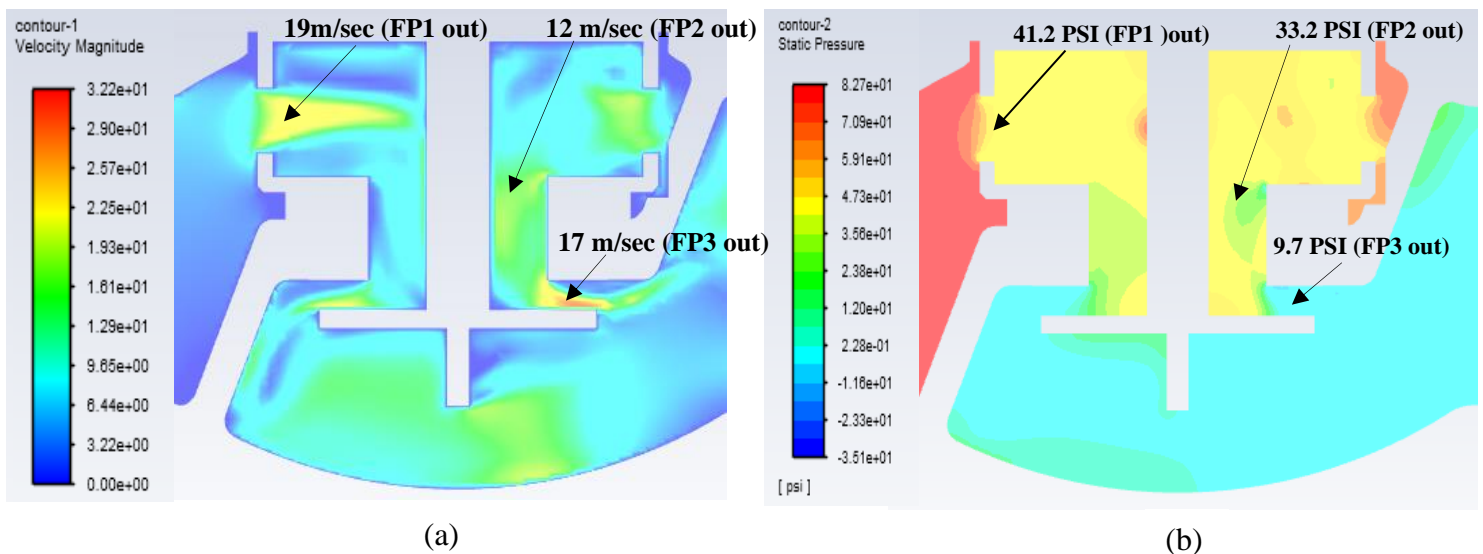 contour-1
Velocity Magnitude
3.22e+01
2.90e+01
2.57e+01
2.25e+01
1.93e+01
1.61e+01
1.29e+01
9.65e+00
6.44e+00
3.22e+00
0.00e+00
19m/sec (FP1 out)
12 m/sec (FP2 out)
17 m/sec (FP3 out)
(a)
contour-2
Static Pressure
8.27e+01
7.09e+01
5.91e+01
4.73e+01
3.56e+01
2.38e+01
1.20e+01
2.28e-01
-1.16e+01
-2.33e+01
-3.51e+01
[ psi ]
41.2 PSI (FP1 )out)
33.2 PSI (FP2 out)
9.7 PSI (FP3 out)
(b)